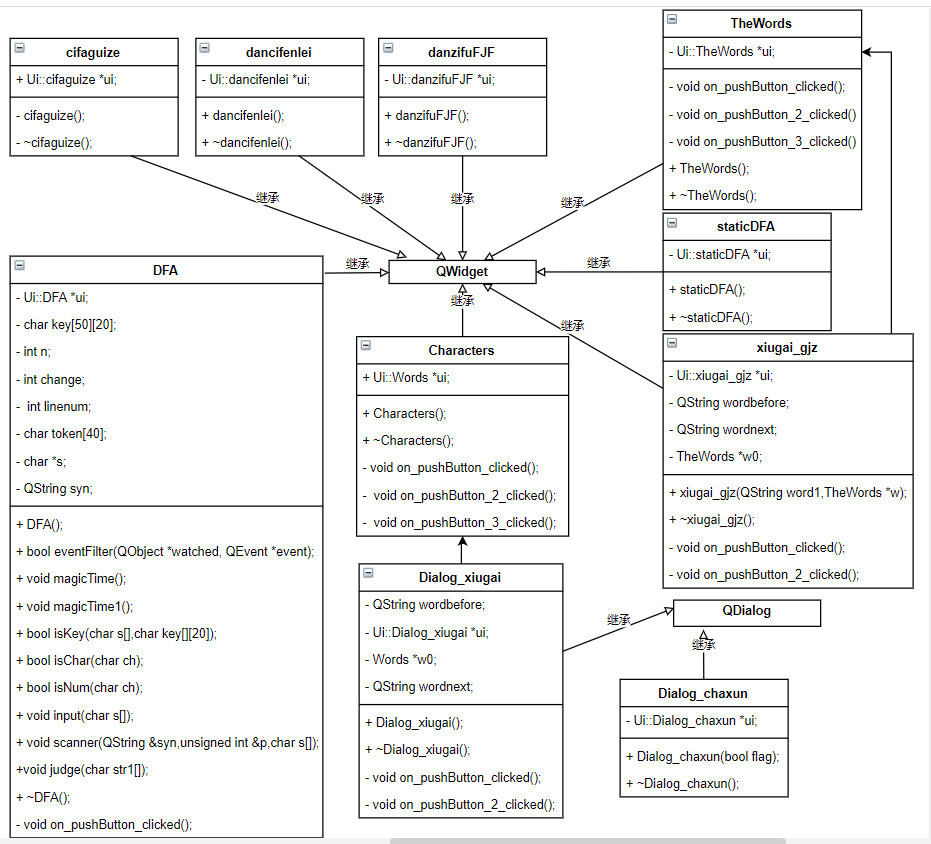 cifaguize
+ Ui::cifaguize *ui;
- cifaguize();
- ~cifaguize();
dancifenlei
- Ui::dancifenlei *ui;
+ dancifenlei();
+ ~dancifenlei();
danzifuFJF
- Ui::danzifuFJF *ui;
+ danzifuFJF();
+ ~danzifuFJF();
TheWords
- Ui::TheWords *ui;
- void on_pushButton_clicked();
- void on_pushButton_2_clicked()
- void on_pushButton_3_clicked()
+ TheWords();
+ ~TheWords();
继承
继承
继承
继承
staticDFA
- Ui::staticDFA *ui;
+ staticDFA();
+ ~staticDFA();
DFA
- Ui::DFA *ui;
- char key[50][20];
- int n;
- int change;
- int linenum;
- char token[40];
- char *s;
- QString syn;
+ DFA();
+ bool eventFilter(QObject *watched, QEvent *event);
+ void magicTime();
+ void magicTime1();
+ bool isKey(char s[],char key[][20]);
+ bool isChar(char ch);
+ bool isNum(char ch);
+ void input(char s[]);
+ void scanner(QString &syn,unsigned int &p,char s[]);
+void judge(char str1[]);
+ ~DFA();
- void on_pushButton_clicked();
继承
QWidget
继承
继承
继承
Characters
+ Ui::Words *ui;
+ Characters();
+ ~Characters();
- void on_pushButton_clicked();
- void on_pushButton_2_clicked();
- void on_pushButton_3_clicked();
xiugai_gjz
- Ui::xiugai_gjz *ui;
- QString wordbefore;
- QString wordnext;
- TheWords *w0;
+ xiugai_gjz(QString word1,TheWords *w);
+ ~xiugai_gjz();
- void on_pushButton_clicked();
- void on_pushButton_2_clicked();
Dialog_xiugai
- QString wordbefore;
- Ui::Dialog_xiugai *ui;
- Words *w0;
- QString wordnext;
+ Dialog_xiugai();
+ ~Dialog_xiugai();
- void on_pushButton_clicked();
- void on_pushButton_2_clicked();
继承
QDialog
继承
Dialog_chaxun
- Ui::Dialog_chaxun *ui;
+ Dialog_chaxun(bool flag);
+ ~Dialog_chaxun();